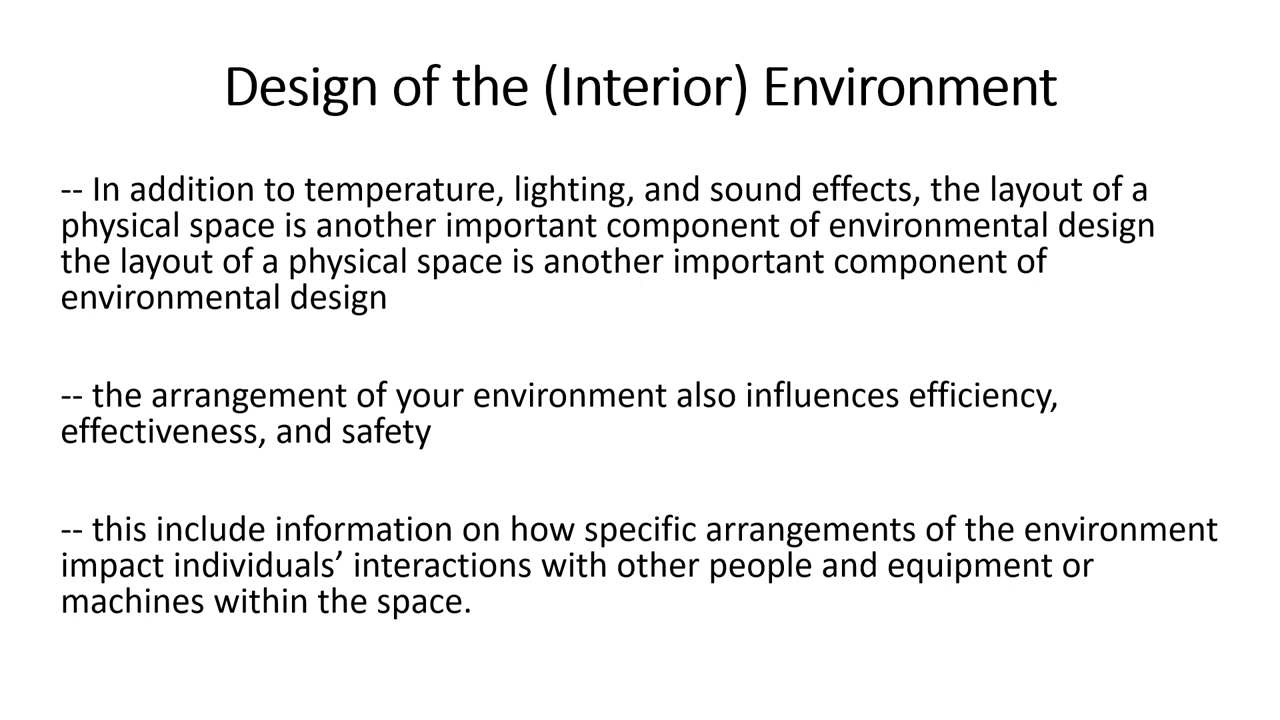 Design of the (Interior) Environment
-- In addition to temperature, lighting, and sound effects, the layout of a
physical space is another important component of environmental design
the layout of a physical space is another important component of
environmental design
-- the arrangement of your environment also influences efficiency,
effectiveness, and safety
-- this include information on how specific arrangements of the environment
impact individuals’ interactions with other people and equipment or
machines within the space.